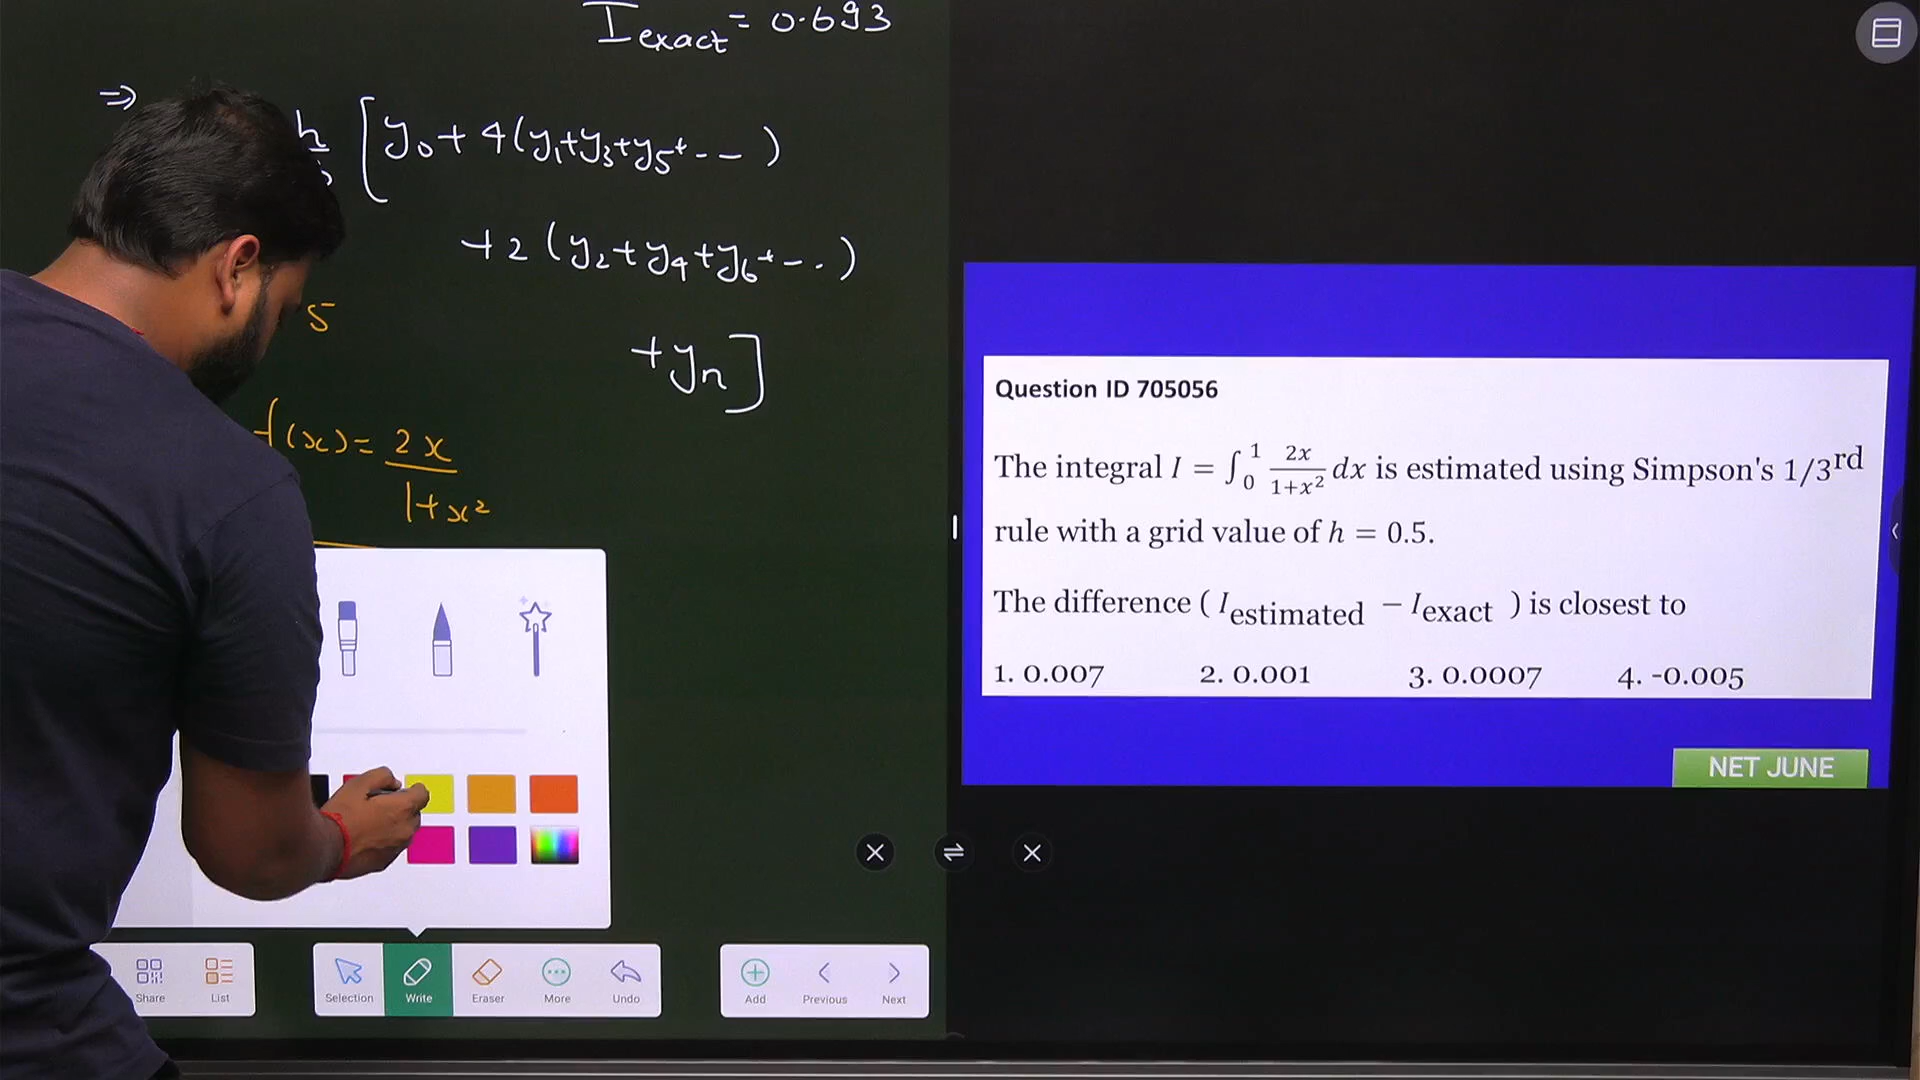 I exact = 0.693
⇒ h [ y₀ + 4 ( y₁ + y₃ + y₅ + - - )
+ 2 ( y₂ + y₄ + y₆ + - . . )
+ yₙ ]
5
f(x) = 2x
1 + x²
Share List Selection Write Eraser More Undo Add Previous Next
Question ID 705056
The integral I = ∫₀¹ 2x/(1+x²) dx is estimated using Simpson's 1/3rd
rule with a grid value of h = 0.5.
The difference ( I estimated − I exact ) is closest to
1. 0.007 2. 0.001 3. 0.0007 4. -0.005
NET JUNE